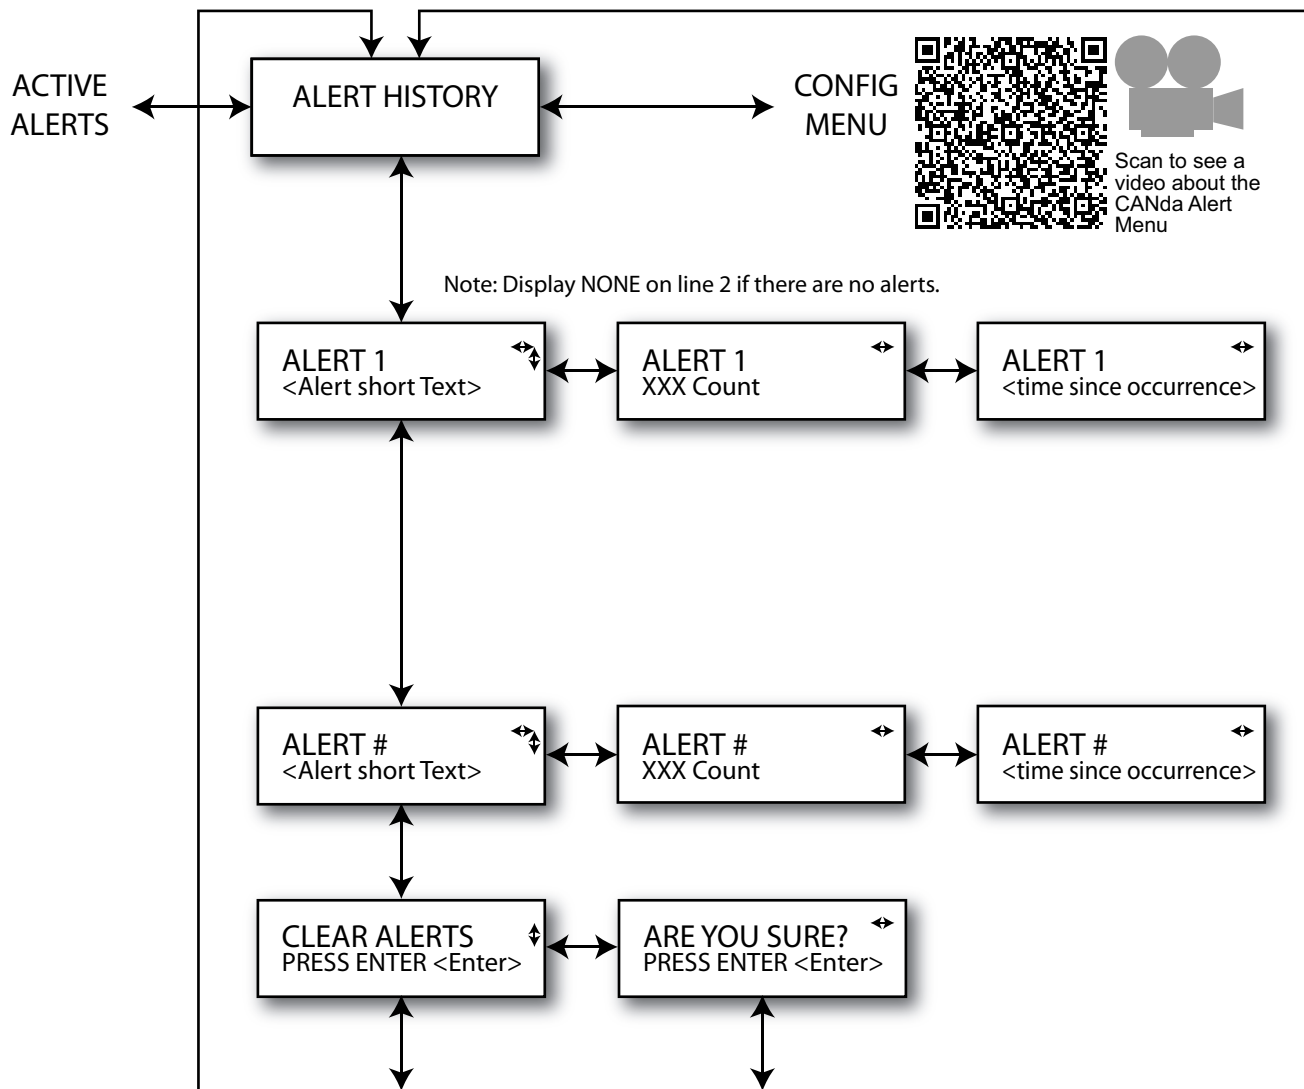 ACTIVE
ALERTS
ALERT HISTORY
CONFIG
MENU
Scan to see a
video about the
CANda Alert
Menu
Note: Display NONE on line 2 if there are no alerts.
ALERT 1
<Alert short Text>
ALERT 1
XXX Count
ALERT 1
<time since occurrence>
ALERT #
<Alert short Text>
ALERT #
XXX Count
ALERT #
<time since occurrence>
CLEAR ALERTS
PRESS ENTER <Enter>
ARE YOU SURE?
PRESS ENTER <Enter>